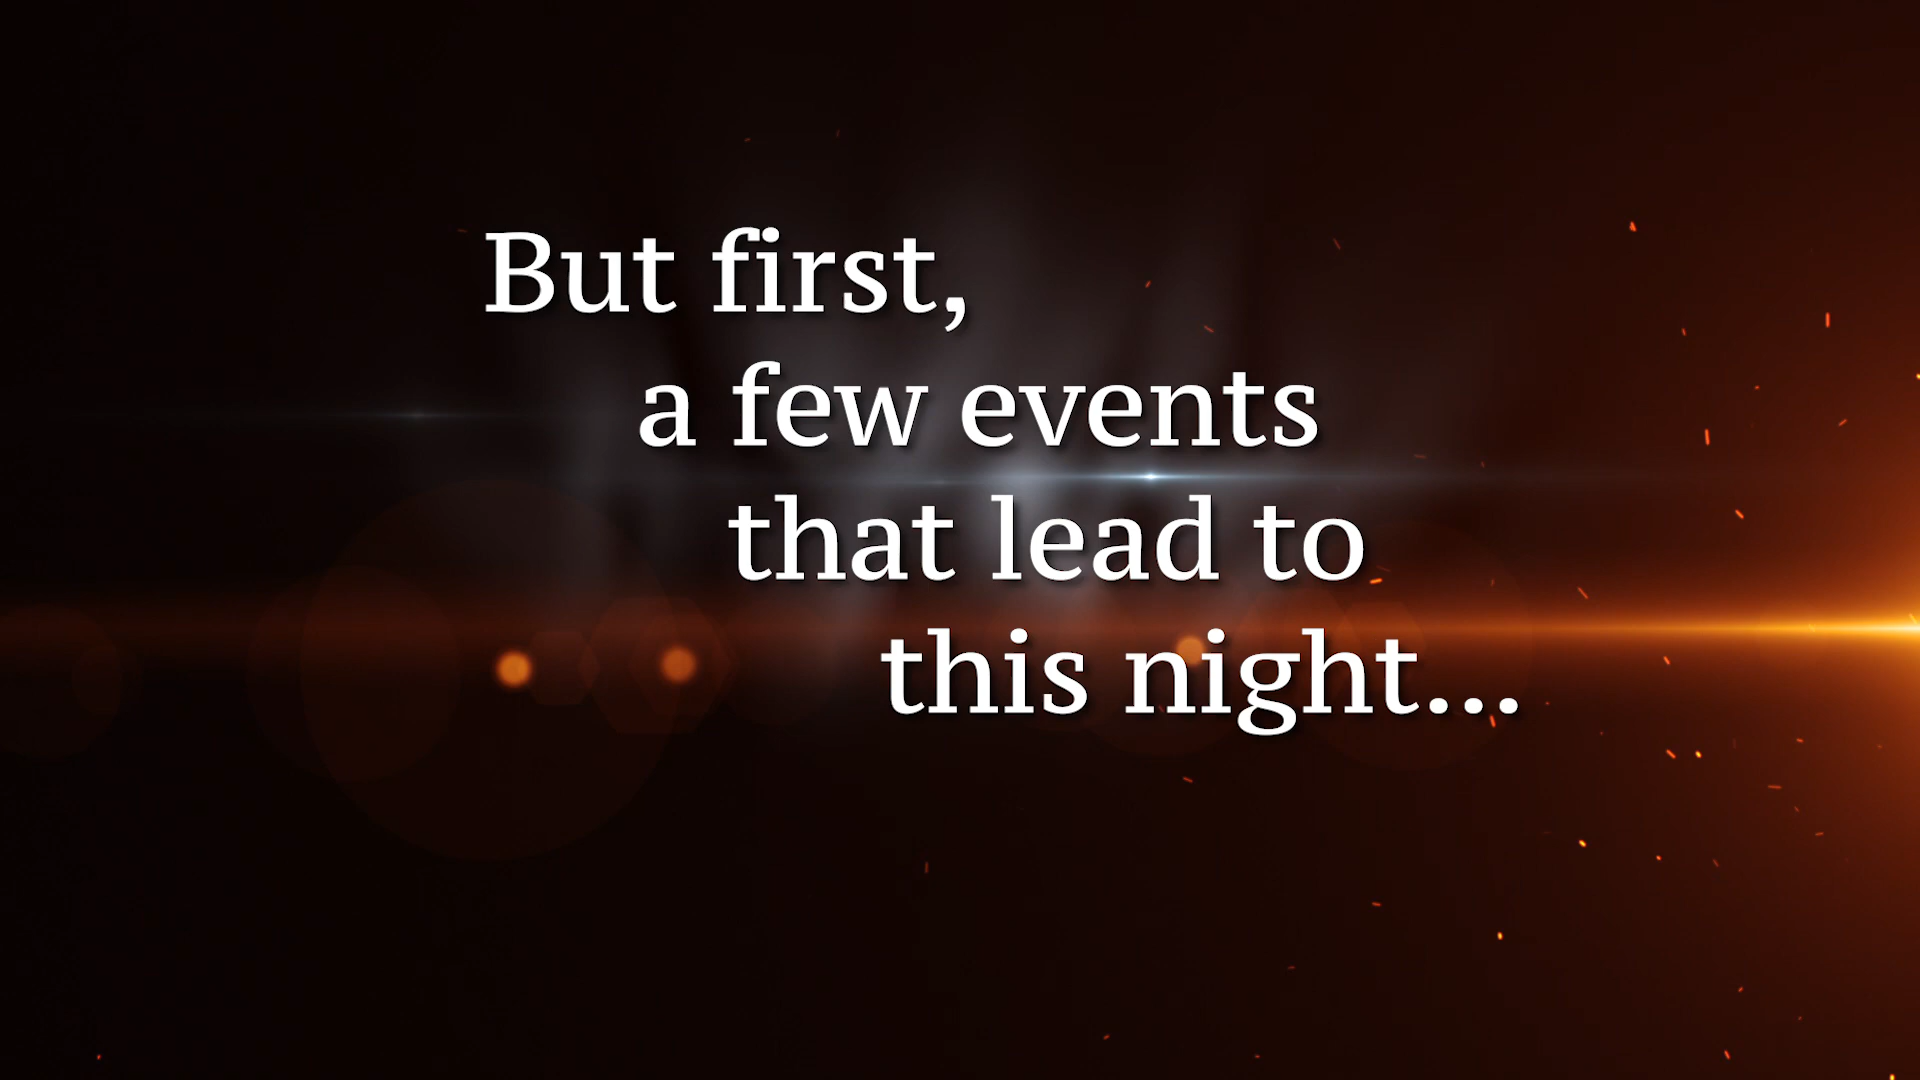 But first,
a few events
that lead to
this night...